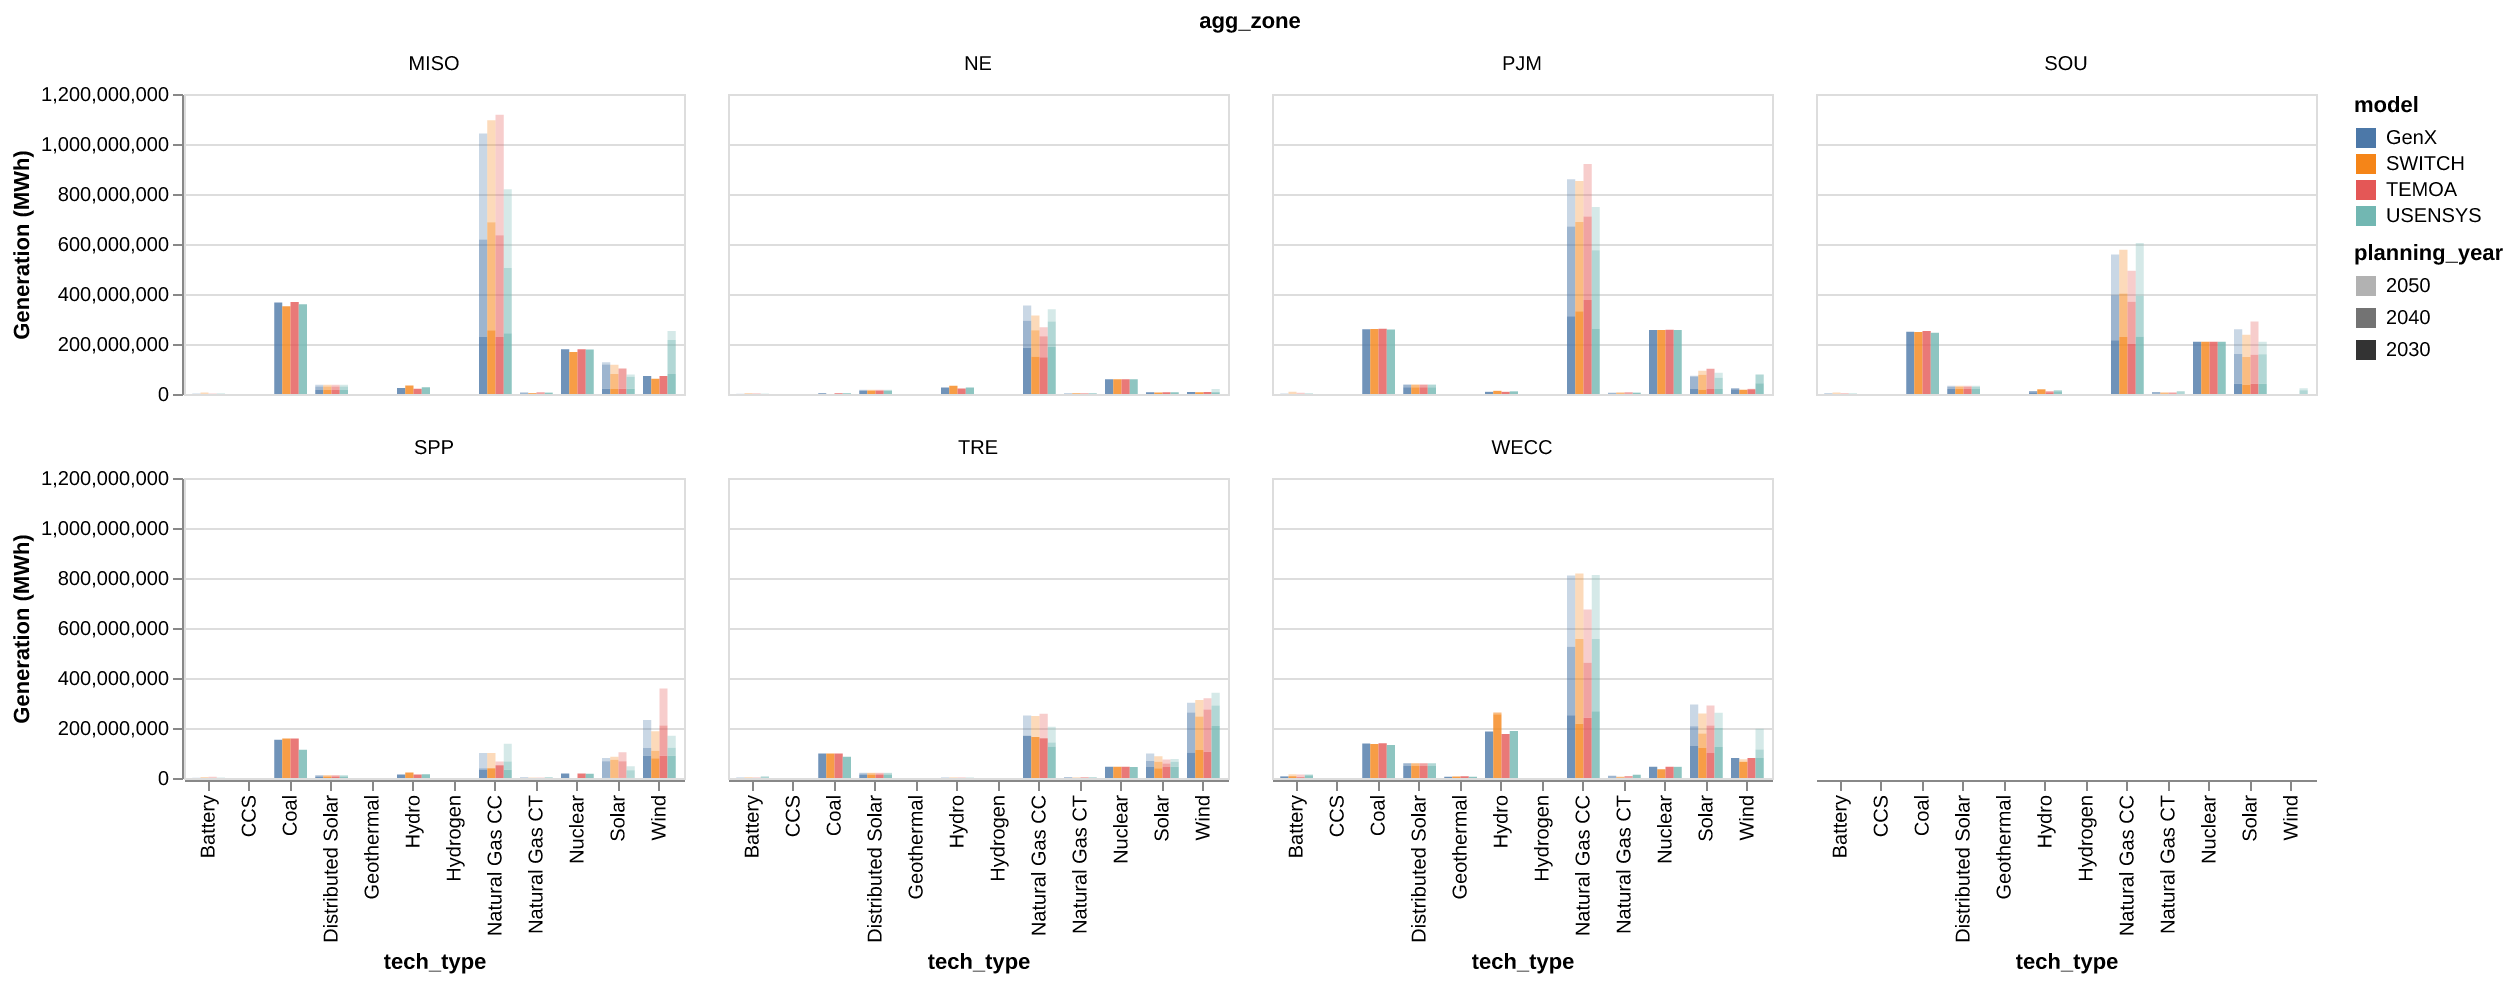 agg_zone
MISO
NE
PJM
SOU
1,200,000,000
1,000,000,000
800,000,000
600,000,000
400,000,000
200,000,000
0
Generation (MWh)
model
GenX
SWITCH
TEMOA
USENSYS
planning_year
2050
2040
2030
SPP
TRE
WECC
1,200,000,000
1,000,000,000
800,000,000
600,000,000
400,000,000
200,000,000
0
Generation (MWh)
Battery
CCS
Coal
Distributed Solar
Geothermal
Hydro
Hydrogen
Natural Gas CC
Natural Gas CT
Nuclear
Solar
Wind
Battery
CCS
Coal
Distributed Solar
Geothermal
Hydro
Hydrogen
Natural Gas CC
Natural Gas CT
Nuclear
Solar
Wind
Battery
CCS
Coal
Distributed Solar
Geothermal
Hydro
Hydrogen
Natural Gas CC
Natural Gas CT
Nuclear
Solar
Wind
Battery
CCS
Coal
Distributed Solar
Geothermal
Hydro
Hydrogen
Natural Gas CC
Natural Gas CT
Nuclear
Solar
Wind
tech_type
tech_type
tech_type
tech_type